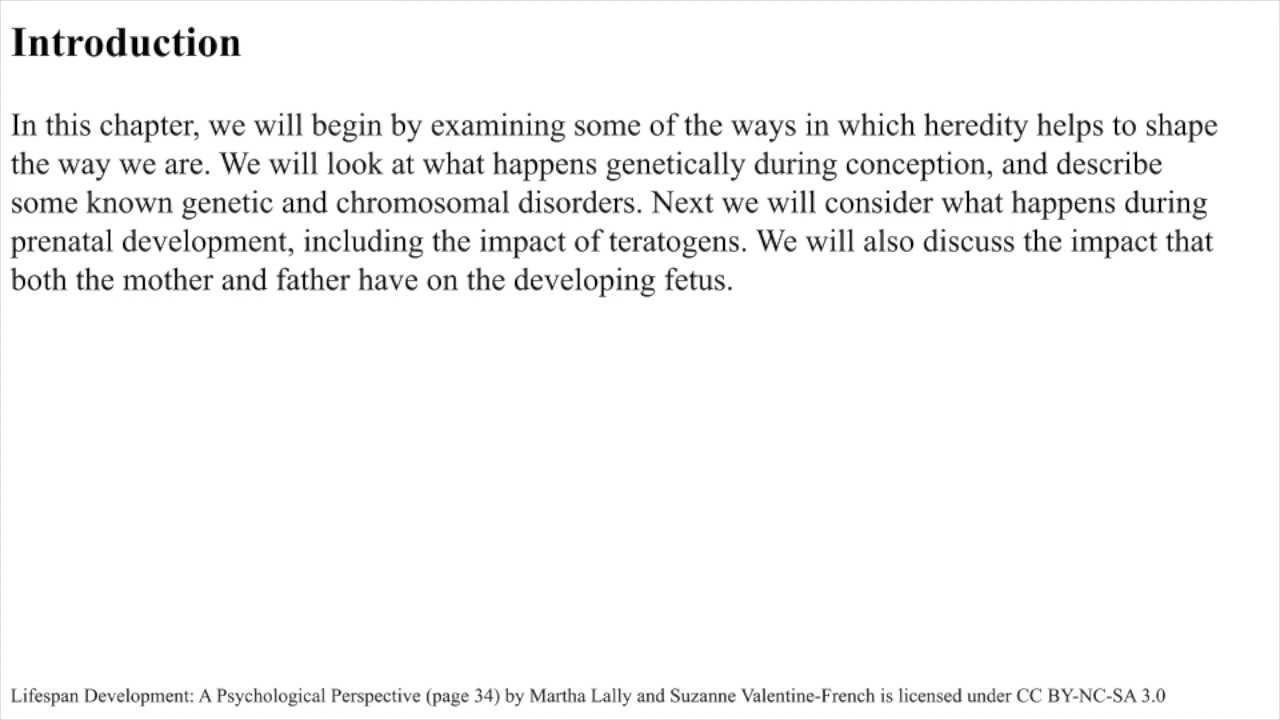 Introduction
In this chapter, we will begin by examining some of the ways in which heredity helps to shape
the way we are. We will look at what happens genetically during conception, and describe
some known genetic and chromosomal disorders. Next we will consider what happens during
prenatal development, including the impact of teratogens. We will also discuss the impact that
both the mother and father have on the developing fetus.
Lifespan Development: A Psychological Perspective (page 34) by Martha Lally and Suzanne Valentine-French is licensed under CC BY-NC-SA 3.0